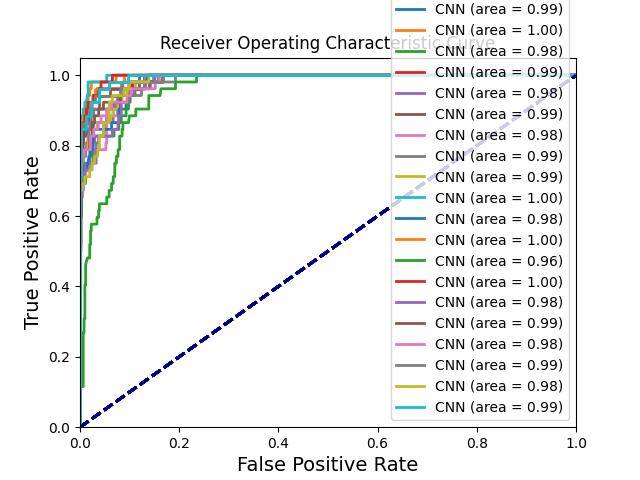 CNN (area = 0.99)
CNN (area = 1.00)
Receiver Operating Characteristic Curve
CNN (area = 0.98)
CNN (area = 0.99)
CNN (area = 0.98)
CNN (area = 0.99)
CNN (area = 0.98)
CNN (area = 0.99)
CNN (area = 0.99)
CNN (area = 1.00)
CNN (area = 0.98)
CNN (area = 1.00)
CNN (area = 0.96)
CNN (area = 1.00)
CNN (area = 0.98)
CNN (area = 0.99)
CNN (area = 0.98)
CNN (area = 0.99)
CNN (area = 0.98)
CNN (area = 0.99)
True Positive Rate
1.0
0.8
0.6
0.4
0.2
0.0
0.0 0.2 0.4 0.6 0.8 1.0
False Positive Rate